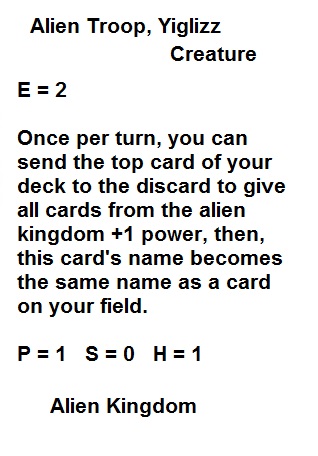 Alien Troop, Yiglizz
Creature
E = 2
Once per turn, you can
send the top card of your
deck to the discard to give
all cards from the alien
kingdom +1 power, then,
this card's name becomes
the same name as a card
on your field.
P = 1 S = 0 H = 1
Alien Kingdom